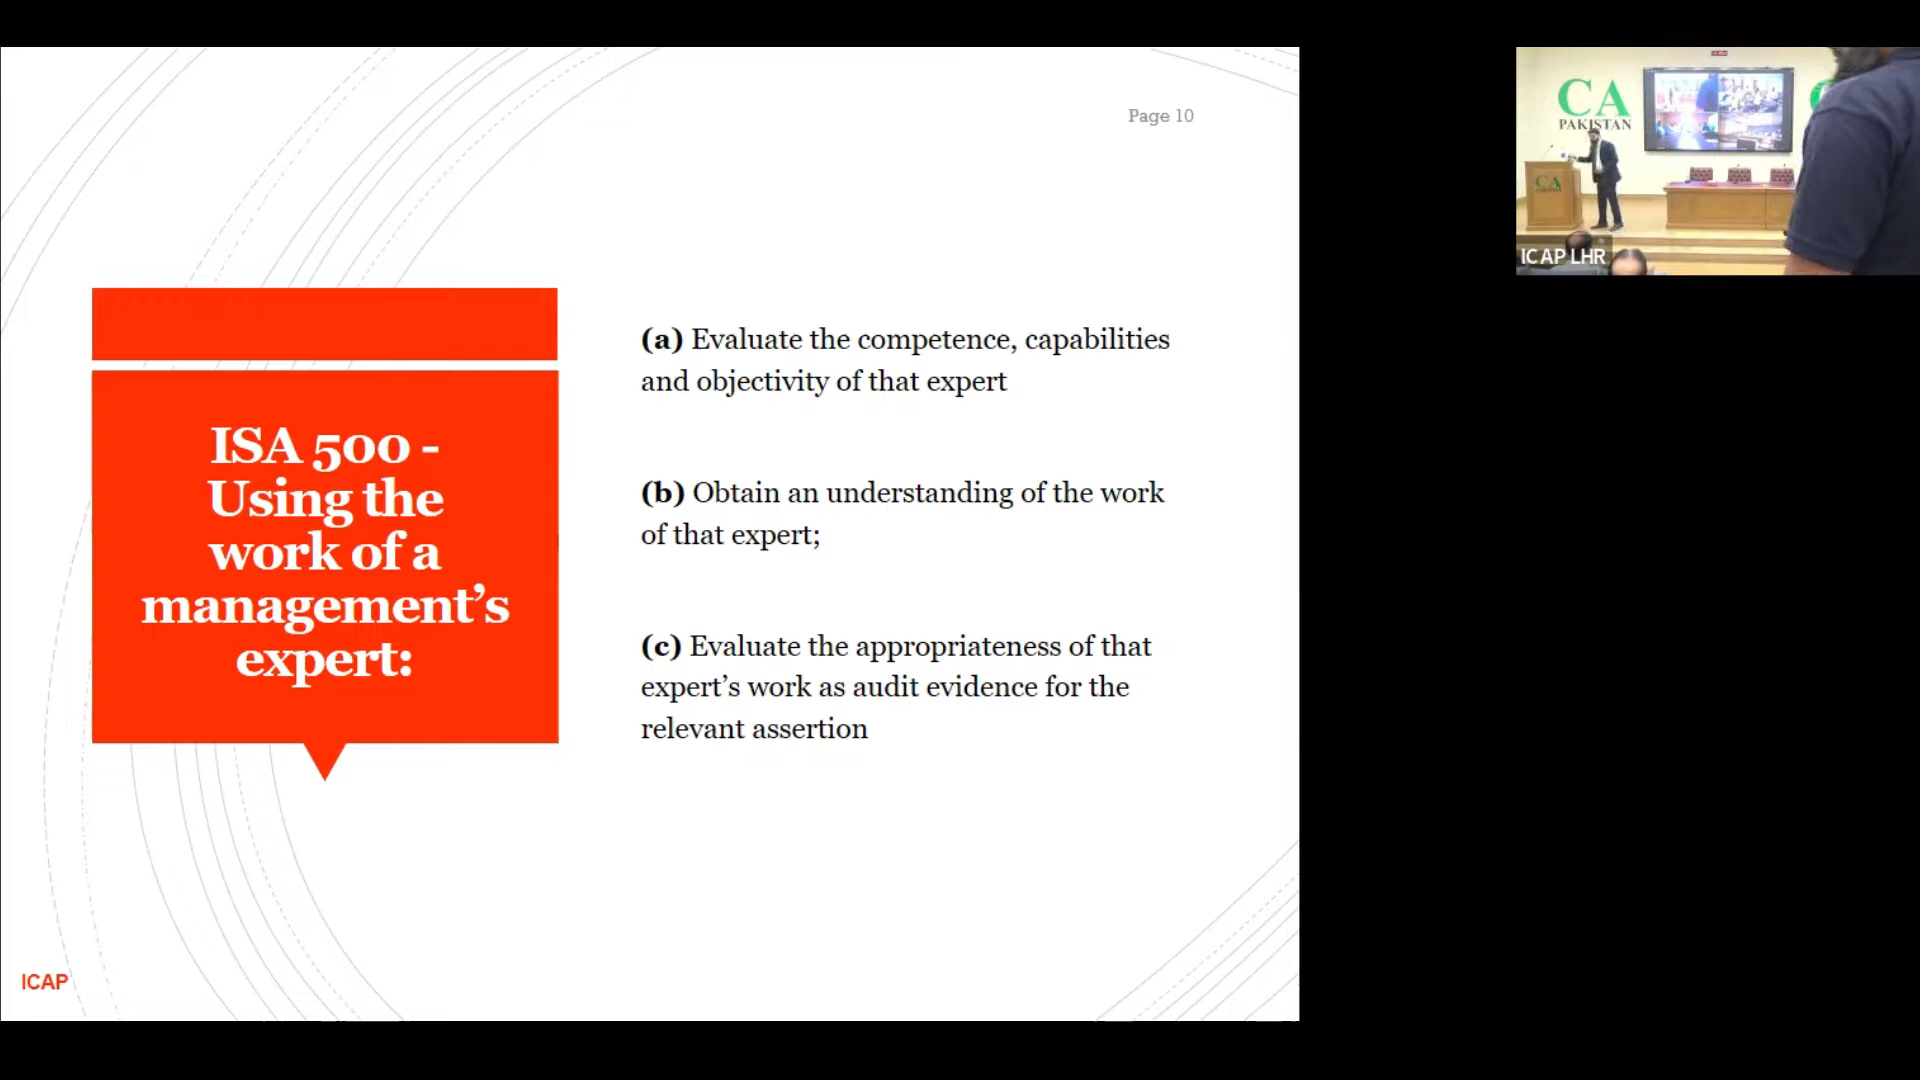 Page 10
ISA 500 -
Using the
work of a
management’s
expert:
(a) Evaluate the competence, capabilities
and objectivity of that expert
(b) Obtain an understanding of the work
of that expert;
(c) Evaluate the appropriateness of that
expert’s work as audit evidence for the
relevant assertion
ICAP
CA
PAKISTAN
CA
ICAP LHR